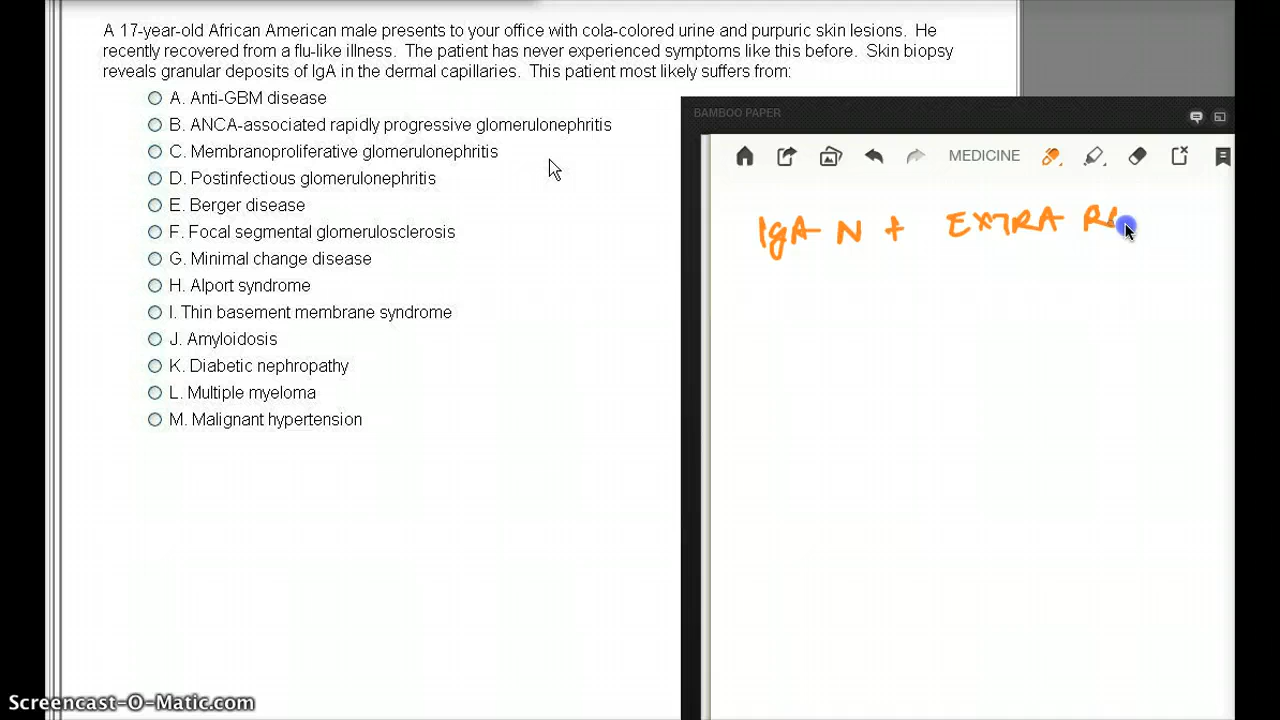 A 17-year-old African American male presents to your office with cola-colored urine and purpuric skin lesions. He
recently recovered from a flu-like illness. The patient has never experienced symptoms like this before. Skin biopsy
reveals granular deposits of IgA in the dermal capillaries. This patient most likely suffers from:
A. Anti-GBM disease
B. ANCA-associated rapidly progressive glomerulonephritis
C. Membranoproliferative glomerulonephritis
D. Postinfectious glomerulonephritis
E. Berger disease
F. Focal segmental glomerulosclerosis
G. Minimal change disease
H. Alport syndrome
I. Thin basement membrane syndrome
J. Amyloidosis
K. Diabetic nephropathy
L. Multiple myeloma
M. Malignant hypertension
BAMBOO PAPER
MEDICINE
IgA N + EXTRA
Screencast-O-Matic.com